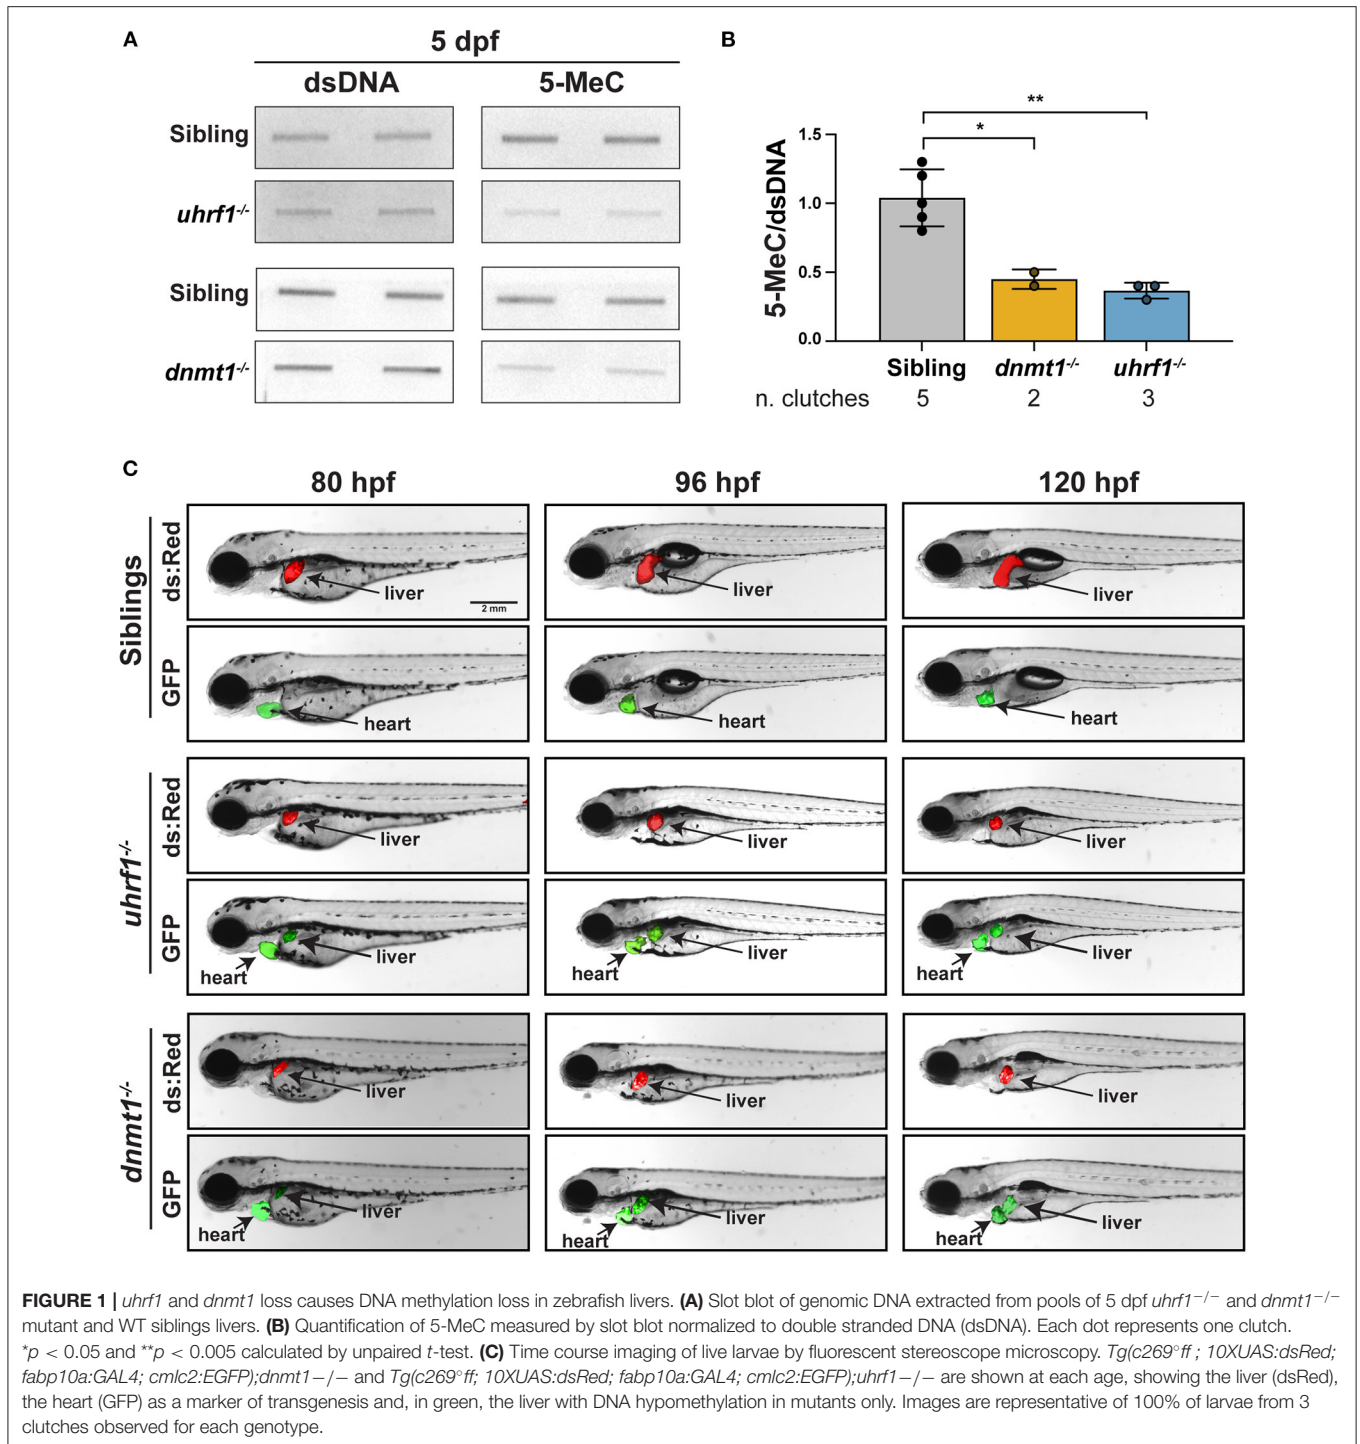 A
5 dpf
dsDNA
5-MeC
Sibling
uhrf1-/-
Sibling
dnmt1-/-
B
**
*
5-MeC/dsDNA
1.5
1.0
0.5
0.0
Sibling
dnmt1-/-
uhrf1-/-
n. clutches 5 2 3
C
80 hpf
96 hpf
120 hpf
Siblings
ds:Red
liver
2 mm
liver
liver
GFP
heart
heart
heart
uhrf1-/-
ds:Red
liver
liver
liver
GFP
liver
heart
liver
heart
liver
heart
dnmt1-/-
ds:Red
liver
liver
liver
GFP
liver
heart
liver
heart
liver
heart
FIGURE 1 | uhrf1 and dnmt1 loss causes DNA methylation loss in zebrafish livers. (A) Slot blot of genomic DNA extracted from pools of 5 dpf uhrf1−/− and dnmt1−/−
mutant and WT siblings livers. (B) Quantification of 5-MeC measured by slot blot normalized to double stranded DNA (dsDNA). Each dot represents one clutch.
*p < 0.05 and **p < 0.005 calculated by unpaired t-test. (C) Time course imaging of live larvae by fluorescent stereoscope microscopy. Tg(c269°ff ; 10XUAS:dsRed;
fabp10a:GAL4; cmlc2:EGFP);dnmt1−/− and Tg(c269°ff; 10XUAS:dsRed; fabp10a:GAL4; cmlc2:EGFP);uhrf1−/− are shown at each age, showing the liver (dsRed),
the heart (GFP) as a marker of transgenesis and, in green, the liver with DNA hypomethylation in mutants only. Images are representative of 100% of larvae from 3
clutches observed for each genotype.